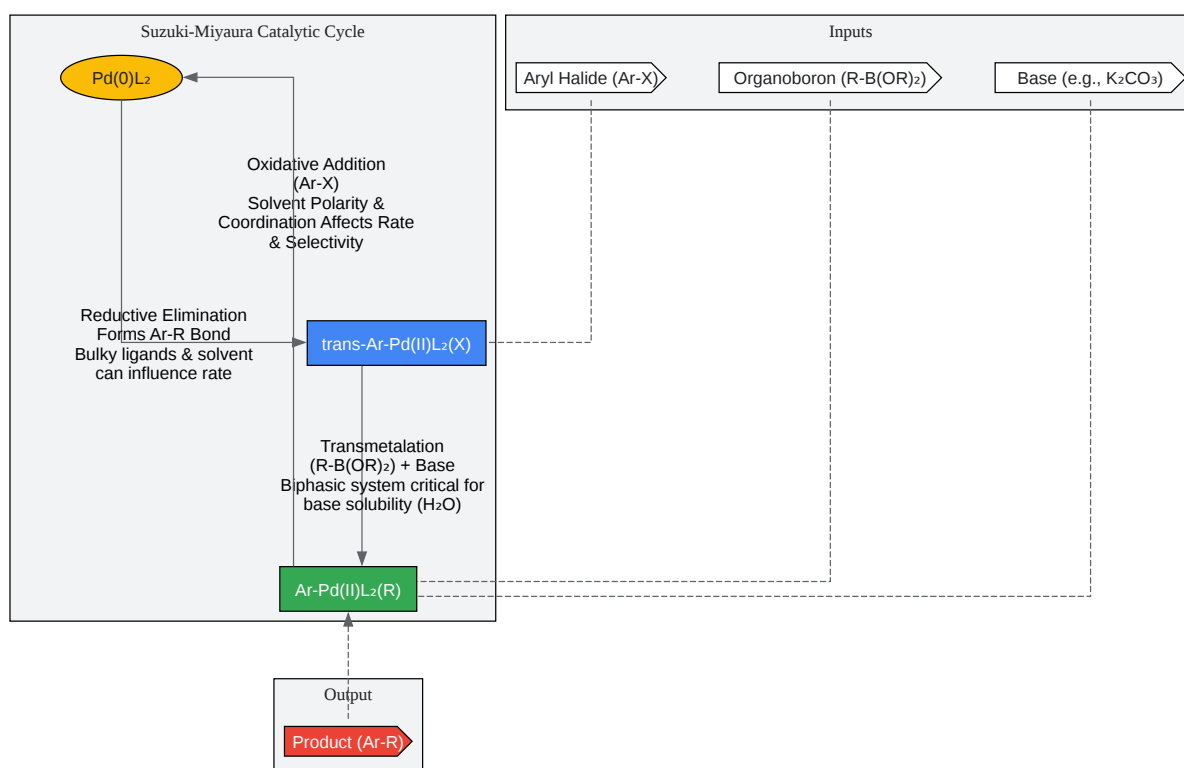 Suzuki-Miyaura Catalytic Cycle
Inputs
Pd(0)L₂
Aryl Halide (Ar-X)
Organoboron (R-B(OR)₂)
Base (e.g., K₂CO₃)
Oxidative Addition
(Ar-X)
Solvent Polarity &
Coordination Affects Rate
& Selectivity
Reductive Elimination
Forms Ar-R Bond
Bulky ligands & solvent
can influence rate
trans-Ar-Pd(II)L₂(X)
Transmetalation
(R-B(OR)₂) + Base
Biphasic system critical for
base solubility (H₂O)
Ar-Pd(II)L₂(R)
Output
Product (Ar-R)